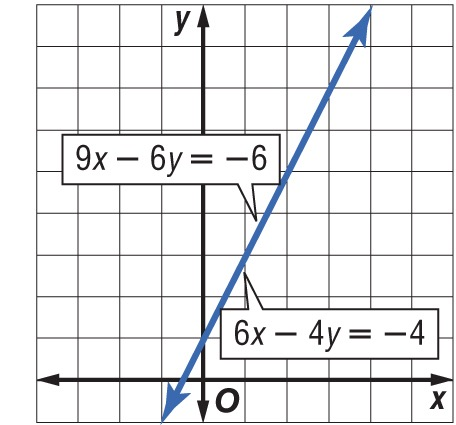 y
9x − 6y = −6
6x − 4y = −4
O
x